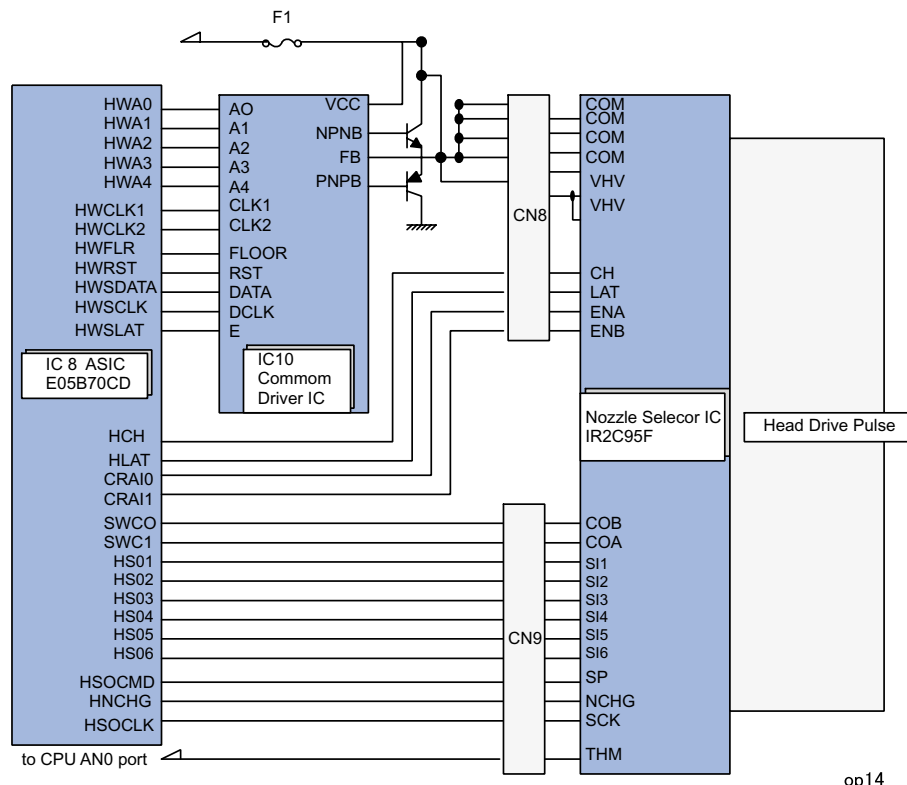 F1
HWA0
HWA1
HWA2
HWA3
HWA4
HWCLK1
HWCLK2
HWFLR
HWRST
HWSDATA
HWSCLK
HWSLAT
IC 8 ASIC
E05B70CD
HCH
HLAT
CRAI0
CRAI1
SWCO
SWC1
HS01
HS02
HS03
HS04
HS05
HS06
HSOCMD
HNCHG
HSOCLK
to CPU AN0 port
AO
A1
A2
A3
A4
CLK1
CLK2
FLOOR
RST
DATA
DCLK
E
VCC
NPNB
FB
PNPB
IC10
Commom
Driver IC
CN8
CN9
COM
COM
COM
COM
VHV
VHV
CH
LAT
ENA
ENB
Nozzle Selecor IC
IR2C95F
COB
COA
SI1
SI2
SI3
SI4
SI5
SI6
SP
NCHG
SCK
THM
Head Drive Pulse
op14